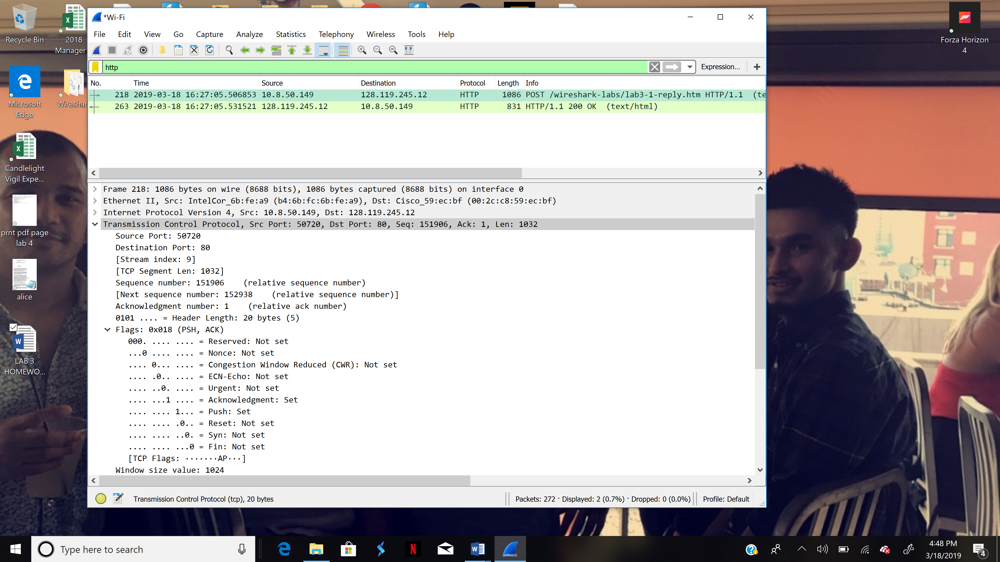 *Wi-Fi
File Edit View Go Capture Analyze Statistics Telephony Wireless Tools Help
http
Expression...
No. Time Source Destination Protocol Length Info
218 2019-03-18 16:27:05.506853 10.8.50.149 128.119.245.12 HTTP 1086 POST /wireshark-labs/lab3-1-reply.htm HTTP/1.1 (te
263 2019-03-18 16:27:05.531521 128.119.245.12 10.8.50.149 HTTP 831 HTTP/1.1 200 OK (text/html)
Frame 218: 1086 bytes on wire (8688 bits), 1086 bytes captured (8688 bits) on interface 0
Ethernet II, Src: IntelCor_6b:fe:a9 (b4:6b:fc:6b:fe:a9), Dst: Cisco_59:ec:bf (00:2c:c8:59:ec:bf)
Internet Protocol Version 4, Src: 10.8.50.149, Dst: 128.119.245.12
Transmission Control Protocol, Src Port: 50720, Dst Port: 80, Seq: 151906, Ack: 1, Len: 1032
Source Port: 50720
Destination Port: 80
[Stream index: 9]
[TCP Segment Len: 1032]
Sequence number: 151906 (relative sequence number)
[Next sequence number: 152938 (relative sequence number)]
Acknowledgment number: 1 (relative ack number)
0101 .... = Header Length: 20 bytes (5)
Flags: 0x018 (PSH, ACK)
000. .... .... = Reserved: Not set
...0 .... .... = Nonce: Not set
.... 0... .... = Congestion Window Reduced (CWR): Not set
.... .0.. .... = ECN-Echo: Not set
.... ..0. .... = Urgent: Not set
.... ...1 .... = Acknowledgment: Set
.... .... 1... = Push: Set
.... .... .0.. = Reset: Not set
.... .... ..0. = Syn: Not set
.... .... ...0 = Fin: Not set
[TCP Flags: ·······AP···]
Window size value: 1024
Transmission Control Protocol (tcp), 20 bytes
Packets: 272 · Displayed: 2 (0.7%) · Dropped: 0 (0.0%)
Profile: Default
Recycle Bin
2018
Manager
Microsoft
Edge
Wireshar
Candlelight
Vigil Expe...
prnt pdf page
lab 4
alice
LAB 3
HOMEWO...
Forza Horizon
4
Type here to search
4:48 PM
3/18/2019
4